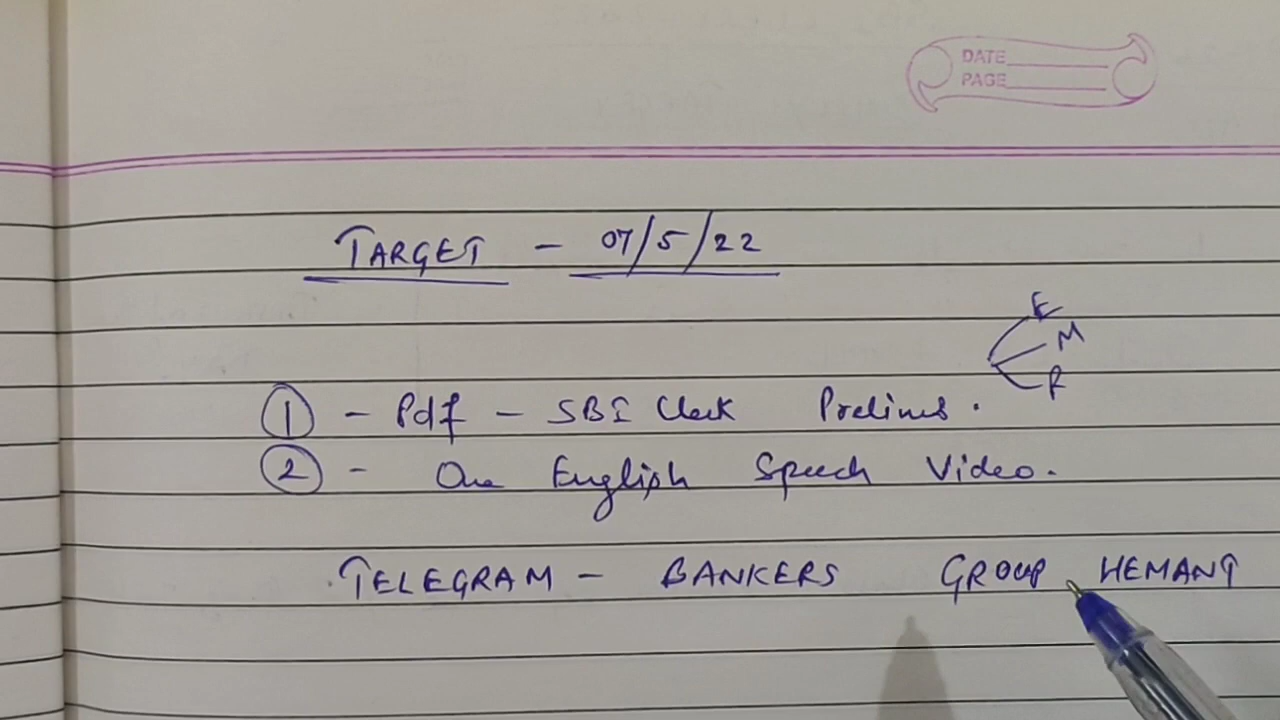 DATE
PAGE
TARGET - 07/5/22
E
M
R
1 - Pdf - SBI Clerk Prelims.
2 - One English Speech Video.
TELEGRAM - BANKERS GROUP HEMANT